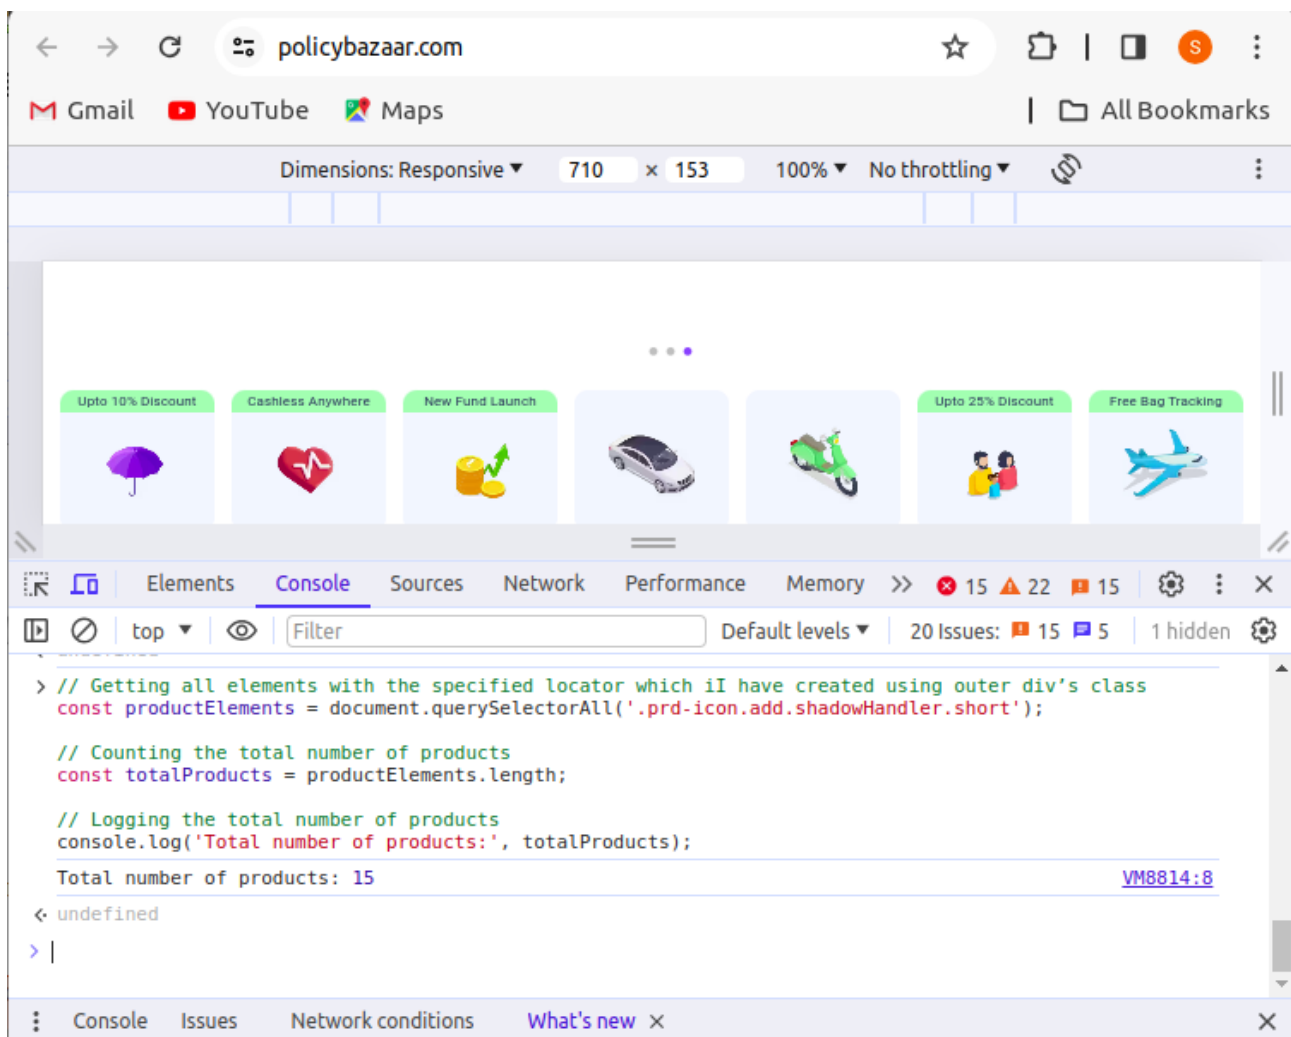 policybazaar.com
S
Gmail YouTube Maps All Bookmarks
Dimensions: Responsive 710 × 153 100% No throttling
Upto 10% Discount Cashless Anywhere New Fund Launch Upto 25% Discount Free Bag Tracking
Elements Console Sources Network Performance Memory 15 22 15
top Filter Default levels 20 Issues: 15 5 1 hidden
// Getting all elements with the specified locator which iI have created using outer div’s class
const productElements = document.querySelectorAll('.prd-icon.add.shadowHandler.short');
// Counting the total number of products
const totalProducts = productElements.length;
// Logging the total number of products
console.log('Total number of products:', totalProducts);
Total number of products: 15 VM8814:8
undefined
Console Issues Network conditions What's new